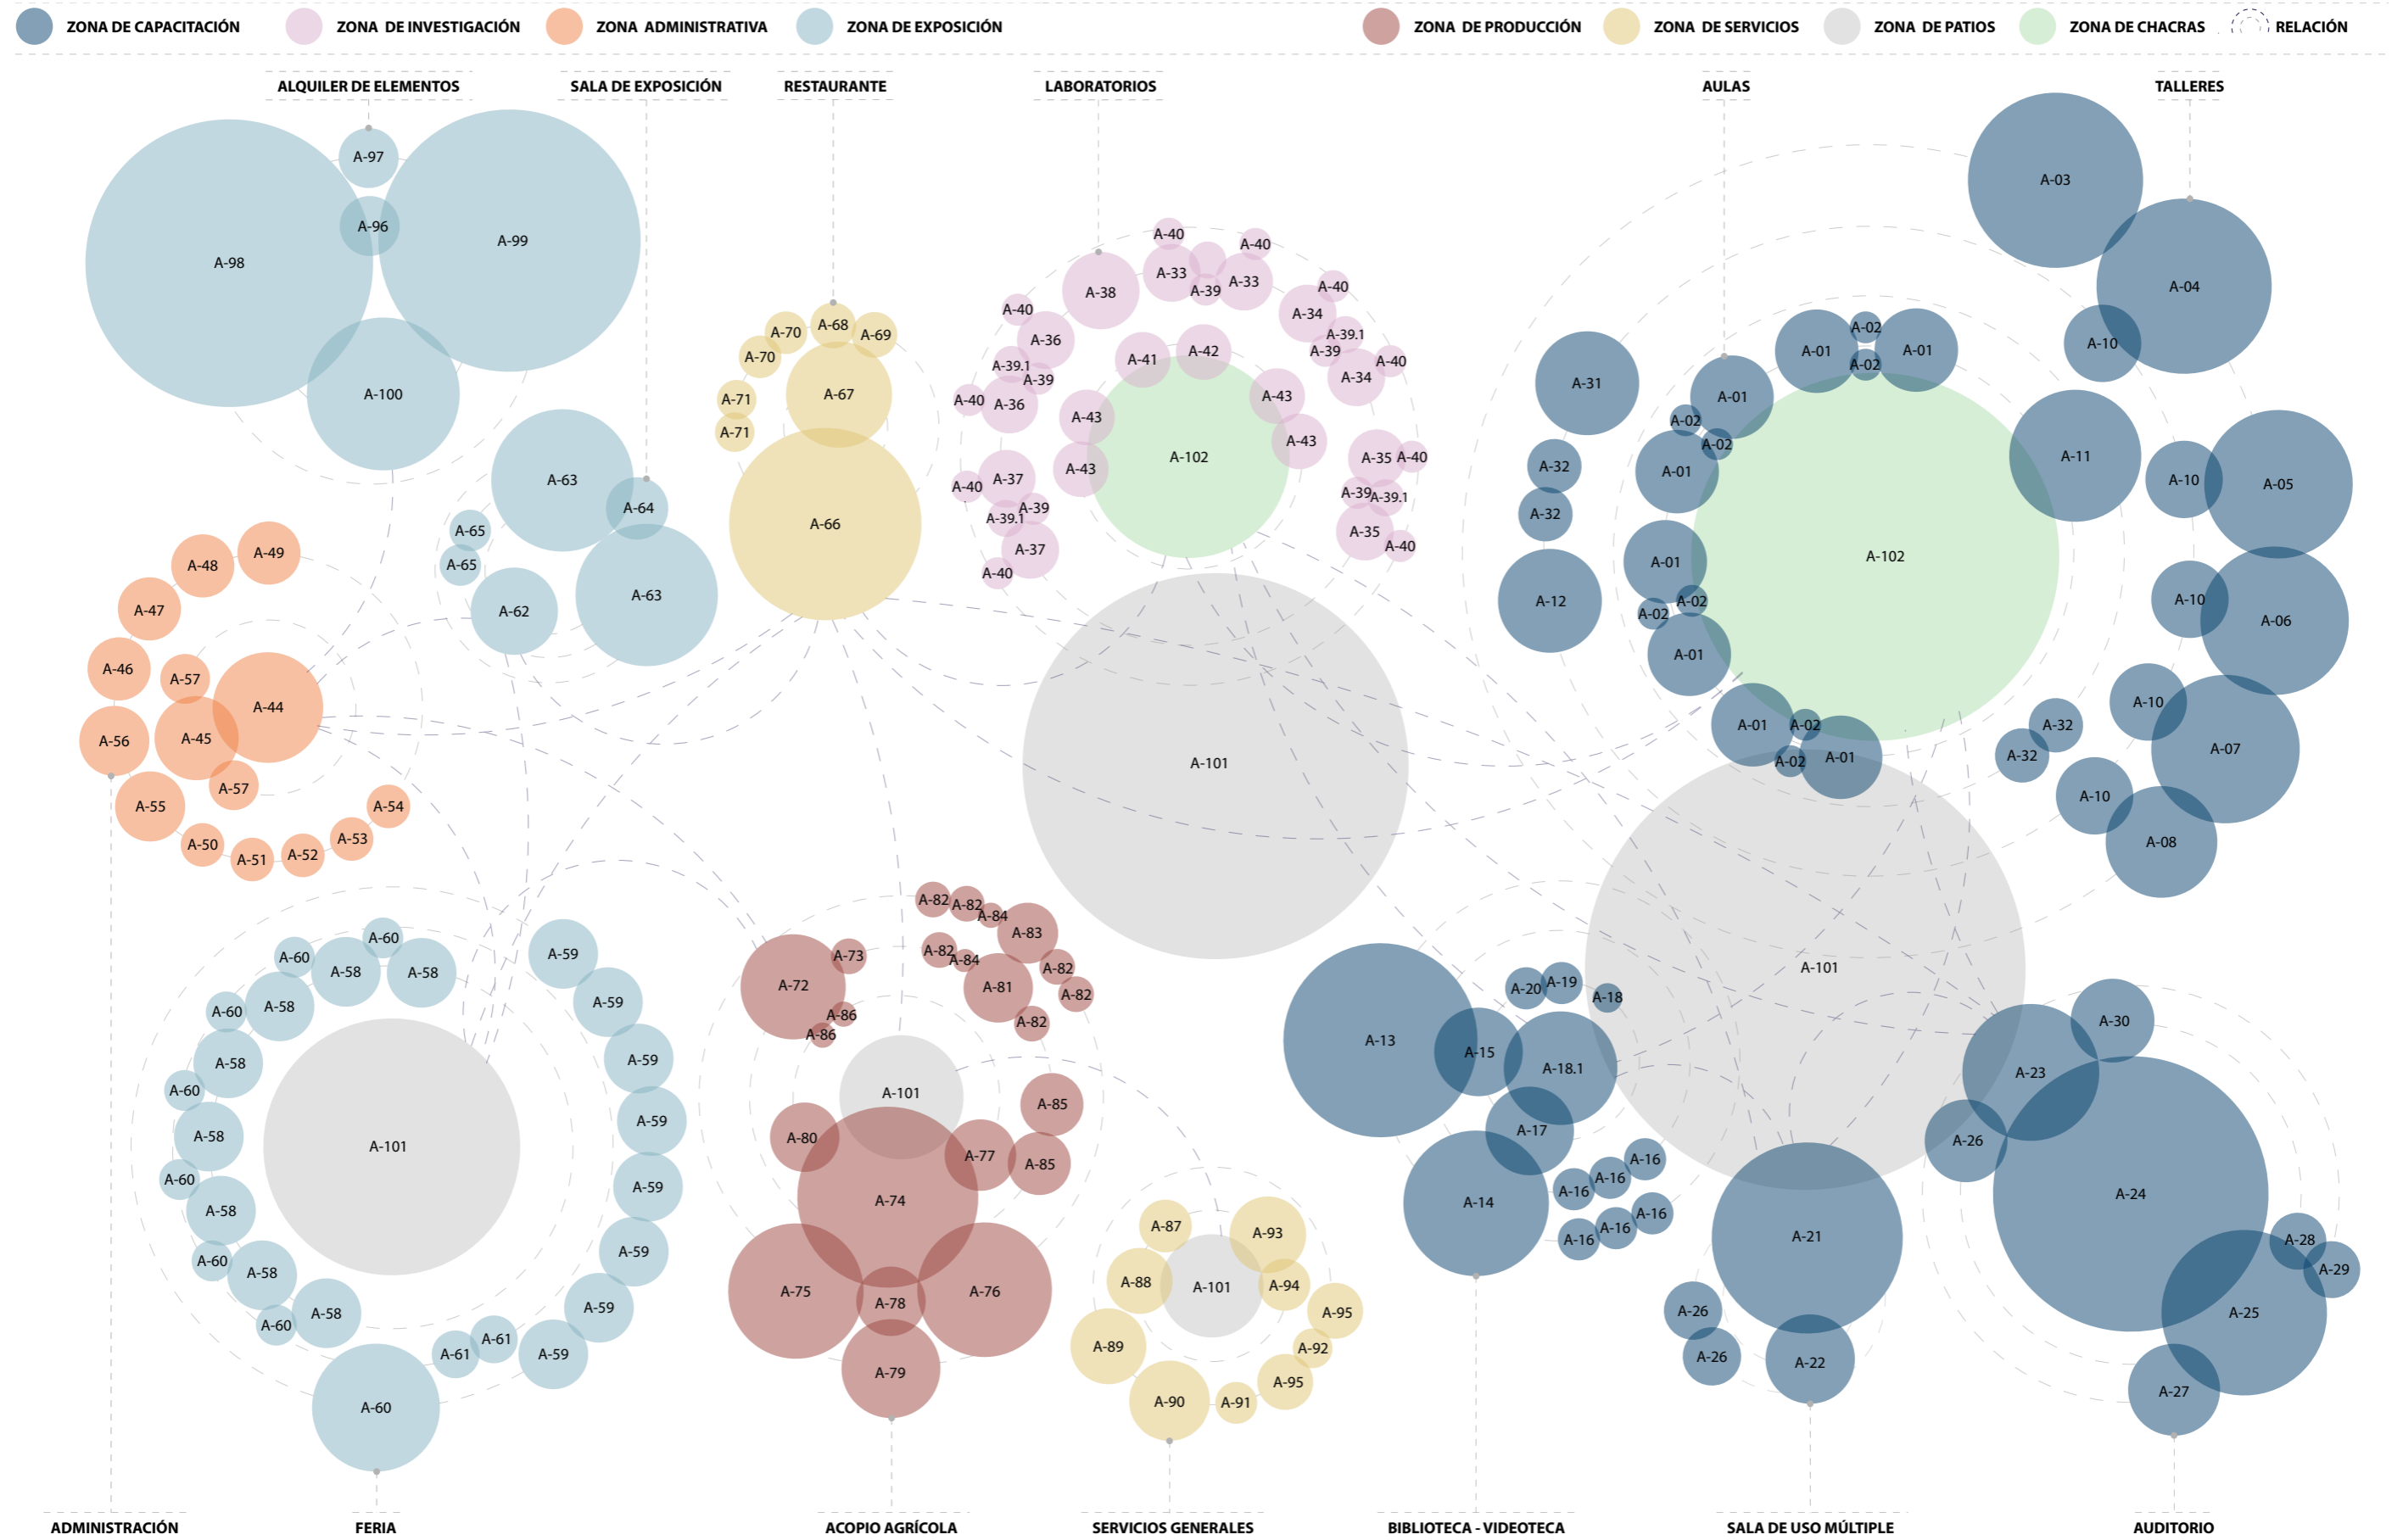 ZONA DE CAPACITACIÓN
ZONA DE INVESTIGACIÓN
ZONA ADMINISTRATIVA
ZONA DE EXPOSICIÓN
ZONA DE PRODUCCIÓN
ZONA DE SERVICIOS
ZONA DE PATIOS
ZONA DE CHACRAS
RELACIÓN
ALQUILER DE ELEMENTOS
A-97
A-96
A-98
A-99
A-100
SALA DE EXPOSICIÓN
A-63
A-64
A-65
A-65
A-62
A-63
RESTAURANTE
A-68
A-70
A-69
A-70
A-67
A-71
A-71
A-66
LABORATORIOS
A-40
A-40
A-33
A-33
A-39
A-38
A-40
A-40
A-34
A-39.1
A-39
A-40
A-34
A-36
A-39.1
A-39
A-40
A-36
A-41
A-42
A-43
A-43
A-43
A-43
A-102
A-35
A-40
A-39
A-39.1
A-35
A-40
A-37
A-40
A-39
A-39.1
A-37
A-40
A-101
AULAS
A-01
A-02
A-02
A-01
A-01
A-02
A-02
A-01
A-31
A-32
A-32
A-12
A-01
A-02
A-02
A-01
A-01
A-02
A-02
A-01
A-11
A-102
A-32
A-32
A-101
TALLERES
A-03
A-04
A-10
A-10
A-05
A-10
A-06
A-10
A-07
A-10
A-08
A-49
A-48
A-47
A-46
A-57
A-44
A-45
A-56
A-57
A-55
A-54
A-53
A-50
A-51
A-52
A-60
A-60
A-58
A-58
A-59
A-58
A-59
A-60
A-58
A-59
A-60
A-58
A-59
A-101
A-60
A-58
A-59
A-60
A-58
A-59
A-58
A-60
A-59
A-61
A-61
A-59
A-60
A-82
A-82
A-84
A-83
A-82
A-84
A-82
A-81
A-82
A-82
A-72
A-73
A-86
A-86
A-101
A-85
A-80
A-77
A-85
A-74
A-75
A-78
A-76
A-79
A-87
A-93
A-88
A-101
A-94
A-95
A-89
A-92
A-95
A-90
A-91
A-20
A-19
A-18
A-13
A-15
A-18.1
A-17
A-14
A-16
A-16
A-16
A-16
A-16
A-16
A-21
A-26
A-26
A-22
A-30
A-23
A-26
A-24
A-28
A-29
A-25
A-27
ADMINISTRACIÓN
FERIA
ACOPIO AGRÍCOLA
SERVICIOS GENERALES
BIBLIOTECA - VIDEOTECA
SALA DE USO MÚLTIPLE
AUDITORIO